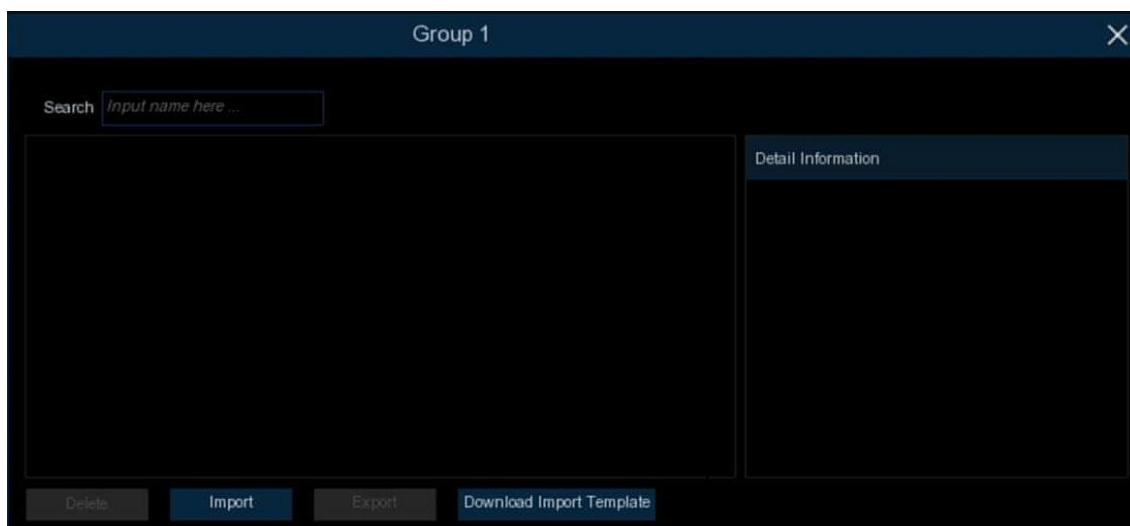 Group 1
Search Input name here ...
Detail Information
Delete Import Export Download Import Template